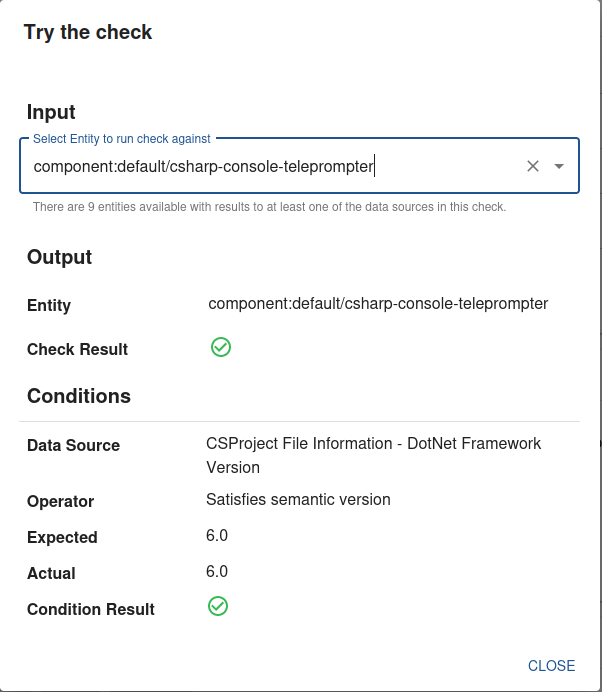 Try the check
Input
Select Entity to run check against
component:default/csharp-console-teleprompter
There are 9 entities available with results to at least one of the data sources in this check.
Output
Entity component:default/csharp-console-teleprompter
Check Result
Conditions
Data Source CSProject File Information - DotNet Framework
Version
Operator Satisfies semantic version
Expected 6.0
Actual 6.0
Condition Result
CLOSE